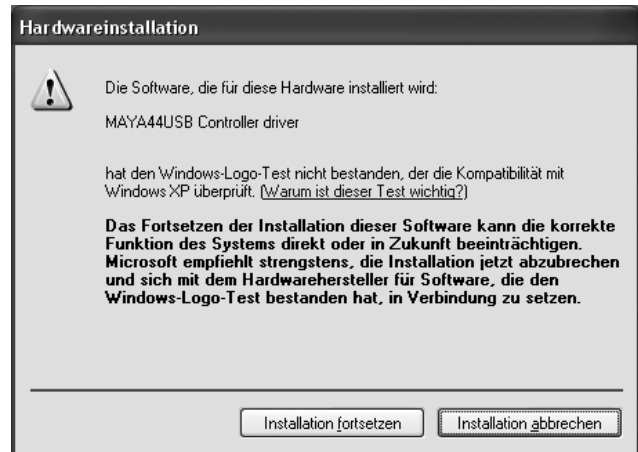 Hardwareinstallation
Die Software, die für diese Hardware installiert wird:
MAYA44USB Controller driver
hat den Windows-Logo-Test nicht bestanden, der die Kompatibilität mit
Windows XP überprüft. (Warum ist dieser Test wichtig?)
Das Fortsetzen der Installation dieser Software kann die korrekte
Funktion des Systems direkt oder in Zukunft beeinträchtigen.
Microsoft empfiehlt strengstens, die Installation jetzt abzubrechen
und sich mit dem Hardwarehersteller für Software, die den
Windows-Logo-Test bestanden hat, in Verbindung zu setzen.
Installation fortsetzen
Installation abbrechen